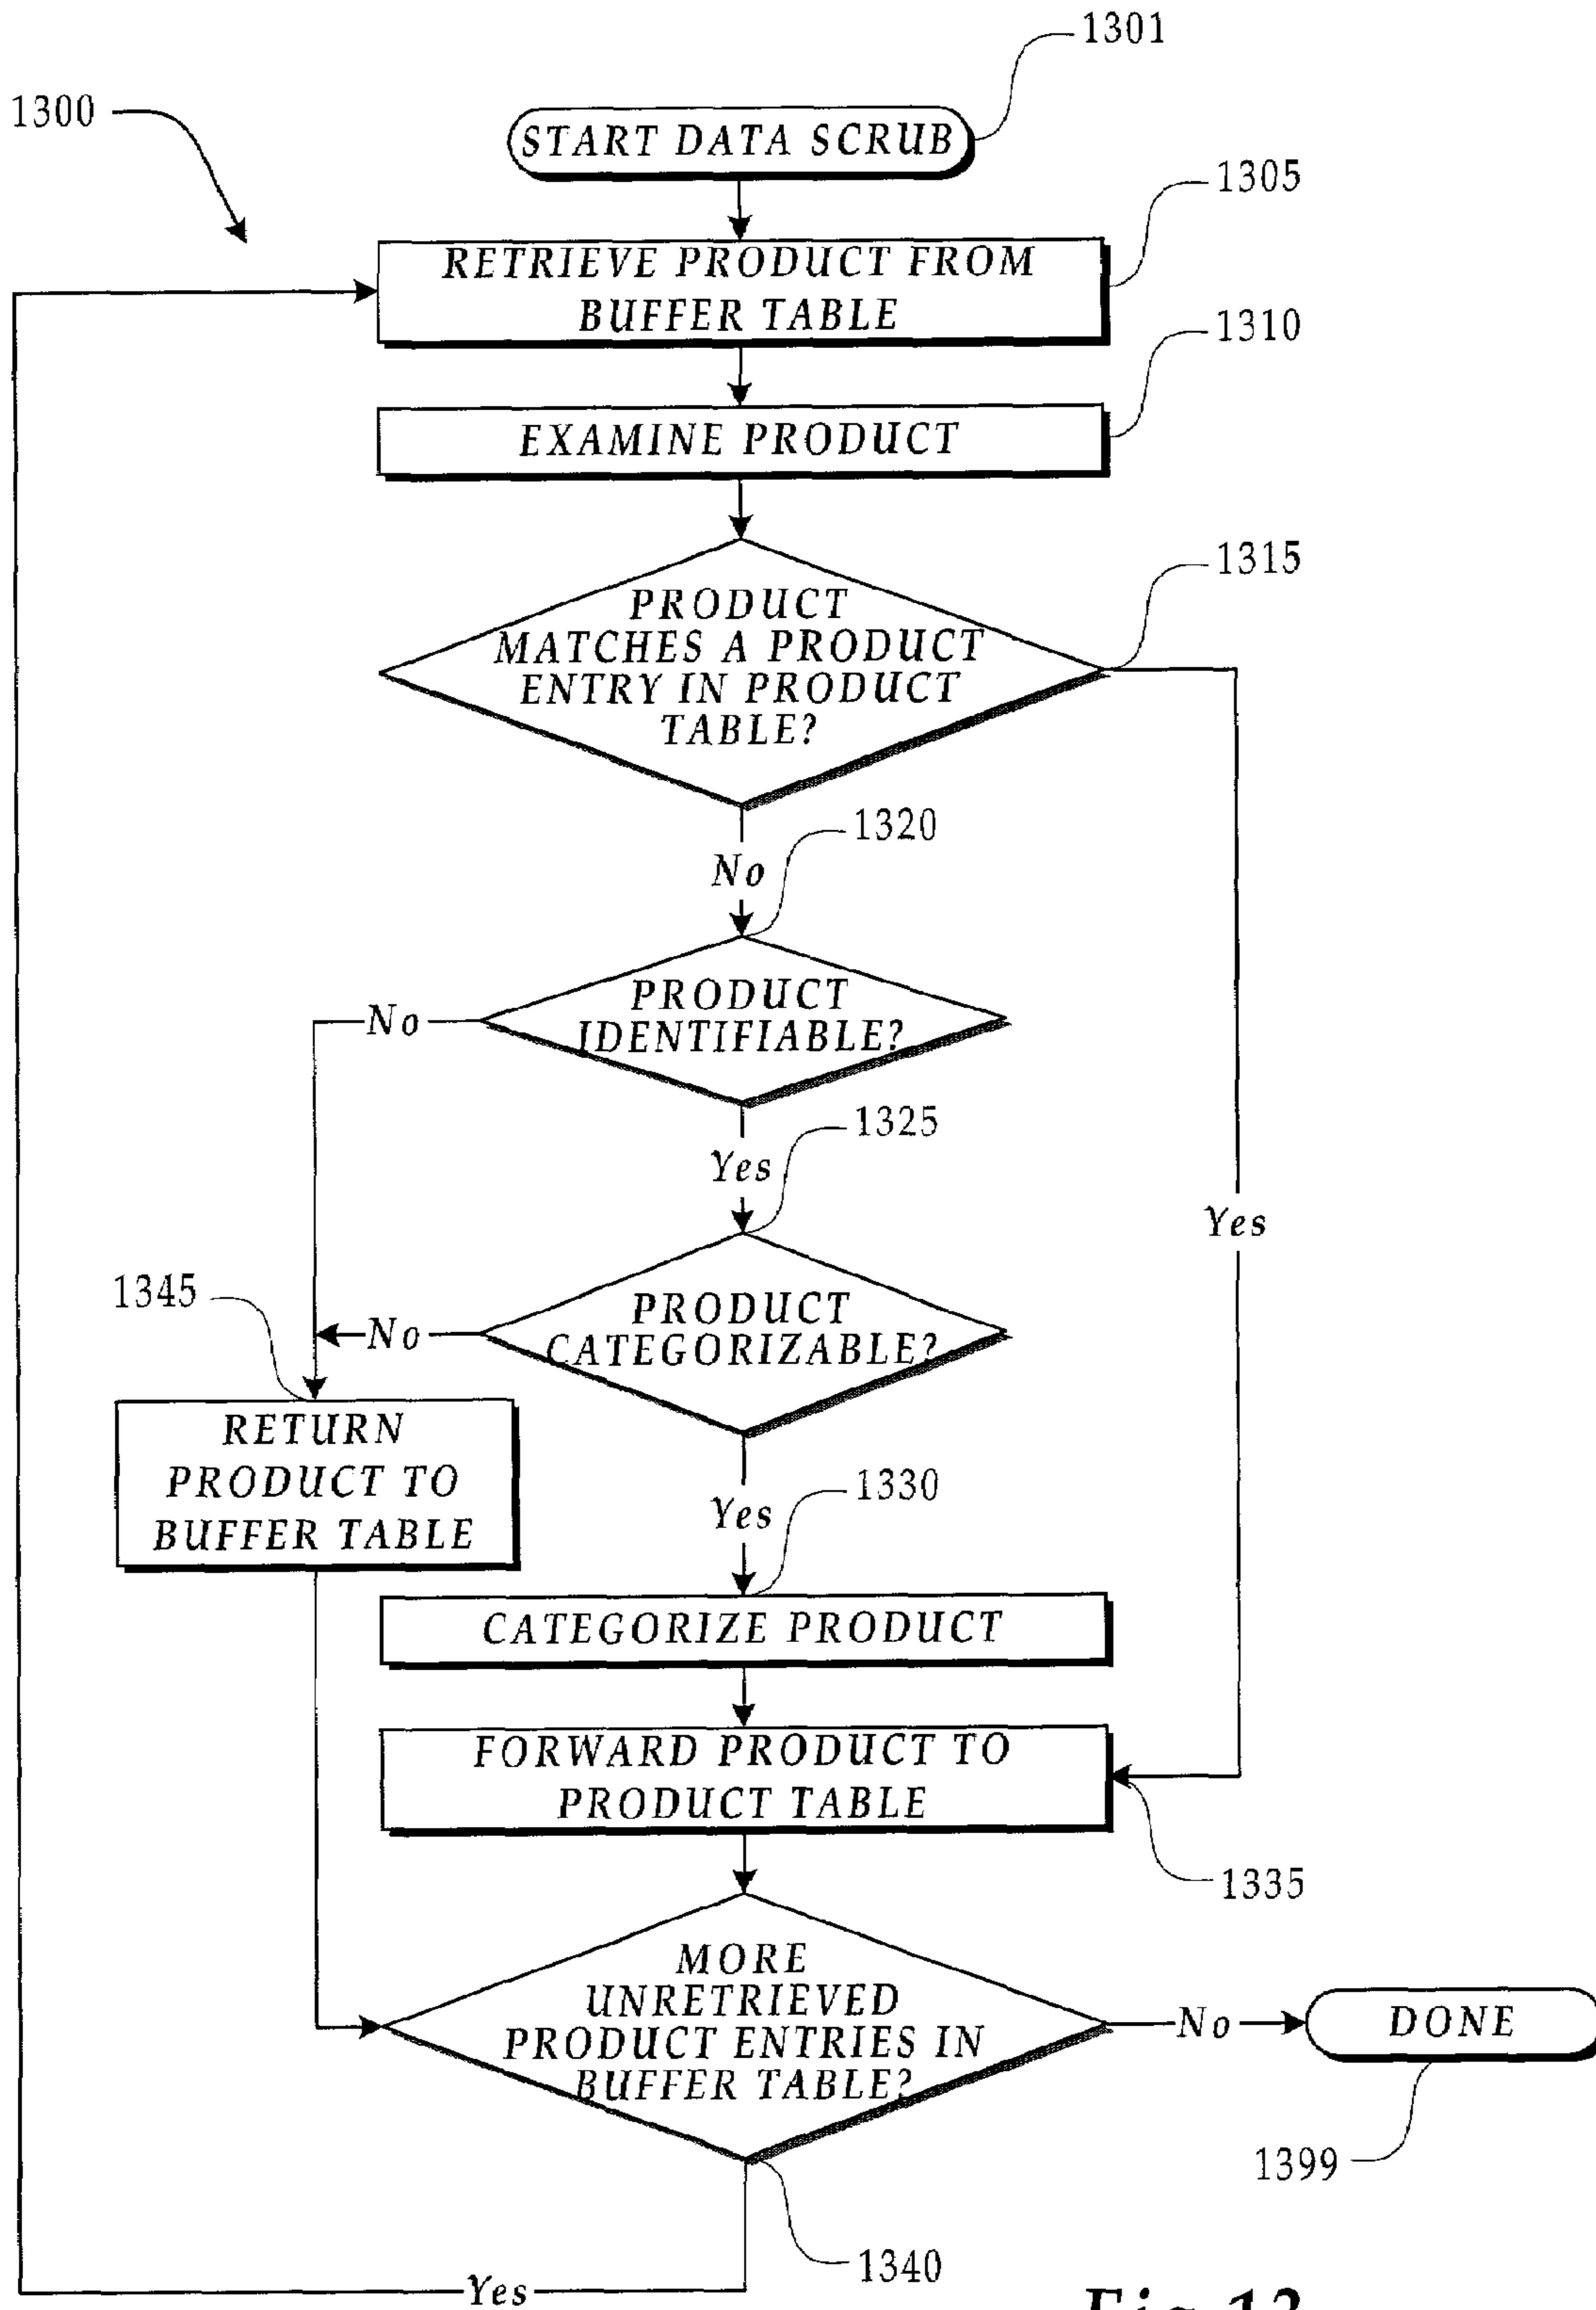 1301
1300
START DATA SCRUB
1305
RETRIEVE PRODUCT FROM
BUFFER TABLE
1310
EXAMINE PRODUCT
1315
PRODUCT
MATCHES A PRODUCT
ENTRY IN PRODUCT
TABLE?
1320
No
PRODUCT
IDENTIFIABLE?
No
1325
Yes
Yes
1345
PRODUCT
CATEGORIZABLE?
No
RETURN
PRODUCT TO
BUFFER TABLE
1330
Yes
CATEGORIZE PRODUCT
FORWARD PRODUCT TO
PRODUCT TABLE
1335
MORE
UNRETRIEVED
PRODUCT ENTRIES IN
BUFFER TABLE?
No
DONE
1399
1340
Yes
Fig.13.